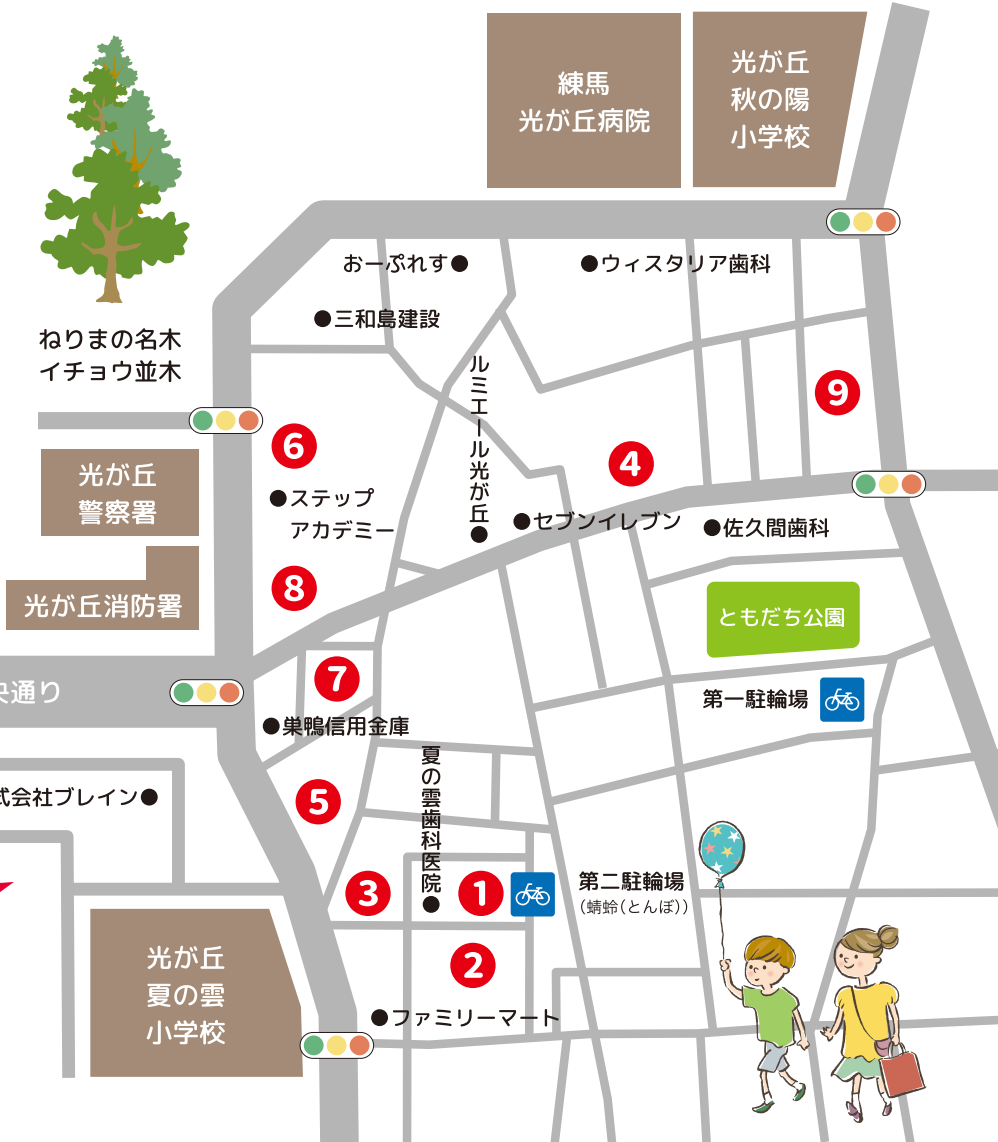 練馬
光が丘病院
光が丘
秋の陽
小学校
おーぷれす
ウィスタリア歯科
三和島建設
ねりまの名木
イチョウ並木
ルミエール光が丘
9
6
4
光が丘
警察署
ステップ
アカデミー
セブンイレブン
佐久間歯科
光が丘消防署
8
ともだち公園
7
央通り
第一駐輪場
巣鴨信用金庫
夏の雲歯科医院
式会社ブレイン
5
3
1
第二駐輪場
(蜻蛉(とんぼ))
2
光が丘
夏の雲
小学校
ファミリーマート